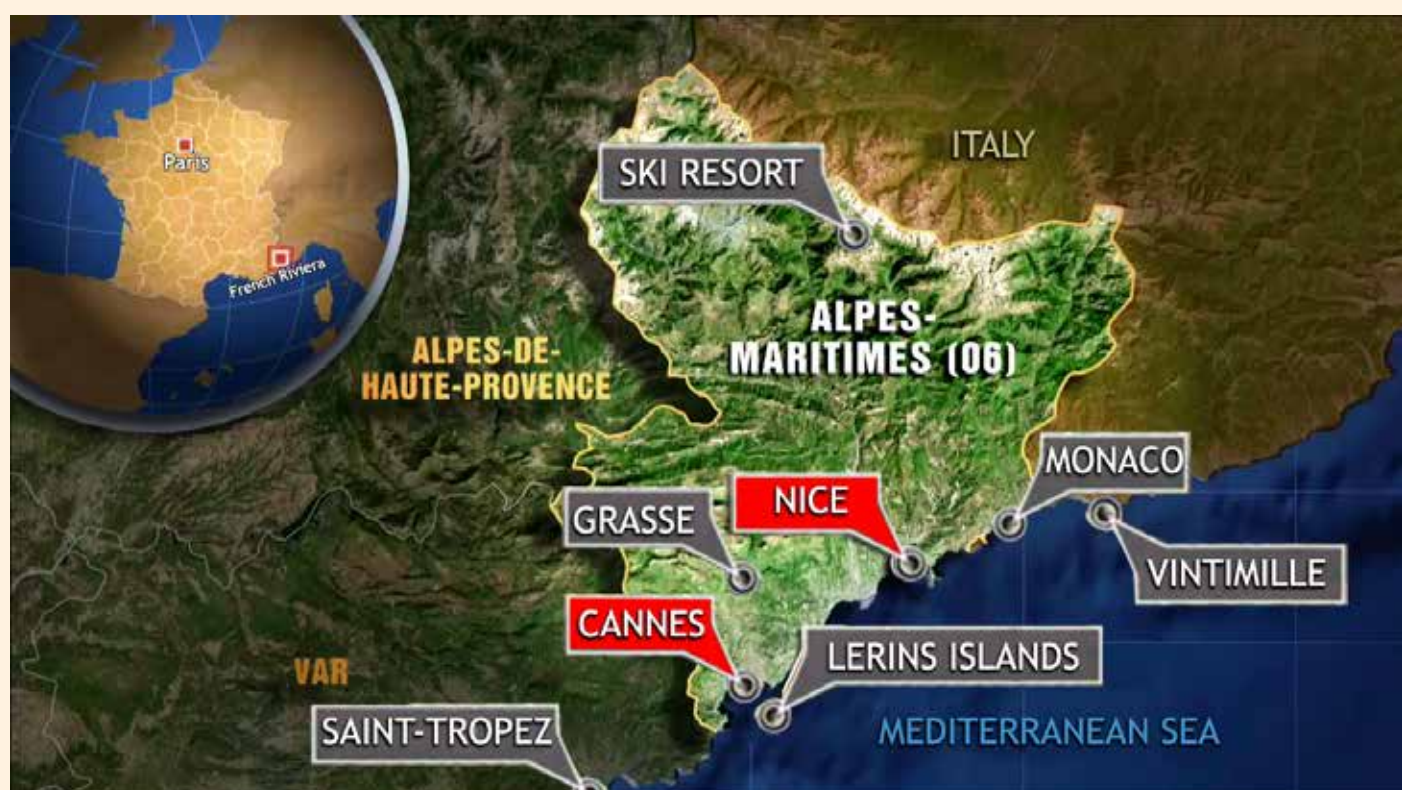 Paris
French Riviera
ITALY
SKI RESORT
ALPES-
MARITIMES (06)
ALPES-DE-
HAUTE-PROVENCE
MONACO
NICE
GRASSE
VINTIMILLE
CANNES
LERINS ISLANDS
VAR
SAINT-TROPEZ
MEDITERRANEAN SEA